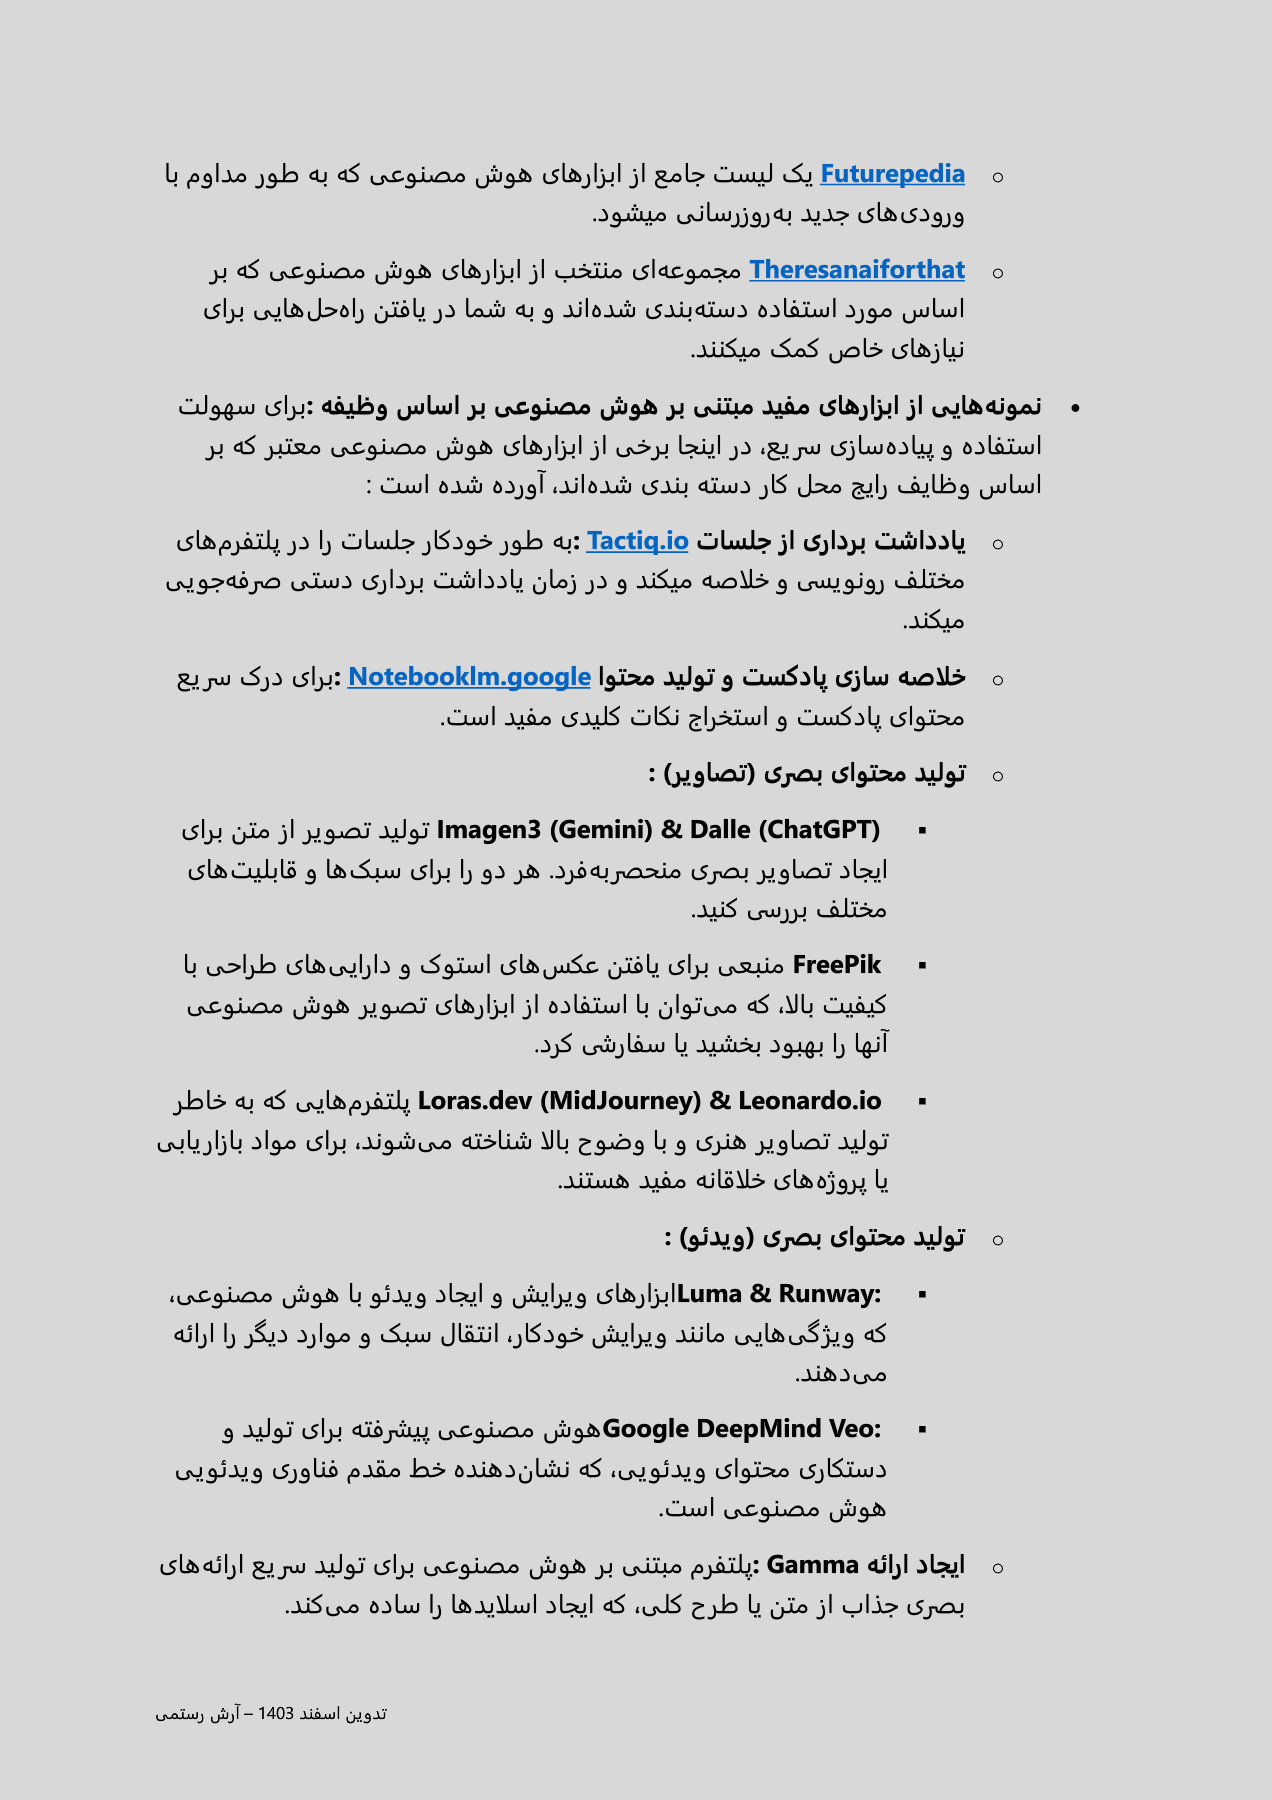 Futurepedia یک لیست جامع از ابزارهای هوش مصنوعی که به طور مداوم با
ورودی‌های جدید به‌روزرسانی میشود.
Theresanaiforthat مجموعه‌ای منتخب از ابزارهای هوش مصنوعی که بر
اساس مورد استفاده دسته‌بندی شده‌اند و به شما در یافتن راه‌حل‌هایی برای
نیازهای خاص کمک میکنند.
نمونه‌هایی از ابزارهای مفید مبتنی بر هوش مصنوعی بر اساس وظیفه :برای سهولت
استفاده و پیاده‌سازی سریع، در اینجا برخی از ابزارهای هوش مصنوعی معتبر که بر
اساس وظایف رایج محل کار دسته بندی شده‌اند، آورده شده است :
یادداشت برداری از جلسات Tactiq.io :به طور خودکار جلسات را در پلتفرم‌های
مختلف رونویسی و خلاصه میکند و در زمان یادداشت برداری دستی صرفه‌جویی
میکند.
خلاصه سازی پادکست و تولید محتوا Notebooklm.google :برای درک سریع
محتوای پادکست و استخراج نکات کلیدی مفید است.
تولید محتوای بصری (تصاویر) :
Imagen3 (Gemini) & Dalle (ChatGPT) تولید تصویر از متن برای
ایجاد تصاویر بصری منحصربه‌فرد. هر دو را برای سبک‌ها و قابلیت‌های
مختلف بررسی کنید.
FreePik منبعی برای یافتن عکس‌های استوک و دارایی‌های طراحی با
کیفیت بالا، که می‌توان با استفاده از ابزارهای تصویر هوش مصنوعی
آنها را بهبود بخشید یا سفارشی کرد.
Loras.dev (MidJourney) & Leonardo.io پلتفرم‌هایی که به خاطر
تولید تصاویر هنری و با وضوح بالا شناخته می‌شوند، برای مواد بازاریابی
یا پروژه‌های خلاقانه مفید هستند.
تولید محتوای بصری (ویدئو) :
Luma & Runway:ابزارهای ویرایش و ایجاد ویدئو با هوش مصنوعی،
که ویژگی‌هایی مانند ویرایش خودکار، انتقال سبک و موارد دیگر را ارائه
می‌دهند.
Google DeepMind Veo:هوش مصنوعی پیشرفته برای تولید و
دستکاری محتوای ویدئویی، که نشان‌دهنده خط مقدم فناوری ویدئویی
هوش مصنوعی است.
ایجاد ارائه Gamma :پلتفرم مبتنی بر هوش مصنوعی برای تولید سریع ارائه‌های
بصری جذاب از متن یا طرح کلی، که ایجاد اسلایدها را ساده می‌کند.
تدوین اسفند 1403 – آرش رستمی